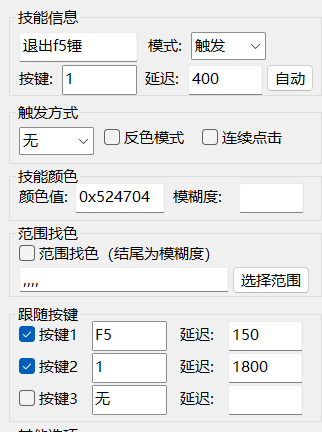 技能信息
退出f5锤 模式: 触发
按键: 1 延迟: 400 自动
触发方式
无 反色模式 连续点击
技能颜色
颜色值: 0x524704 模糊度:
范围找色
范围找色（结尾为模糊度）
,,,, 选择范围
跟随按键
按键1 F5 延迟: 150
按键2 1 延迟: 1800
按键3 无 延迟: